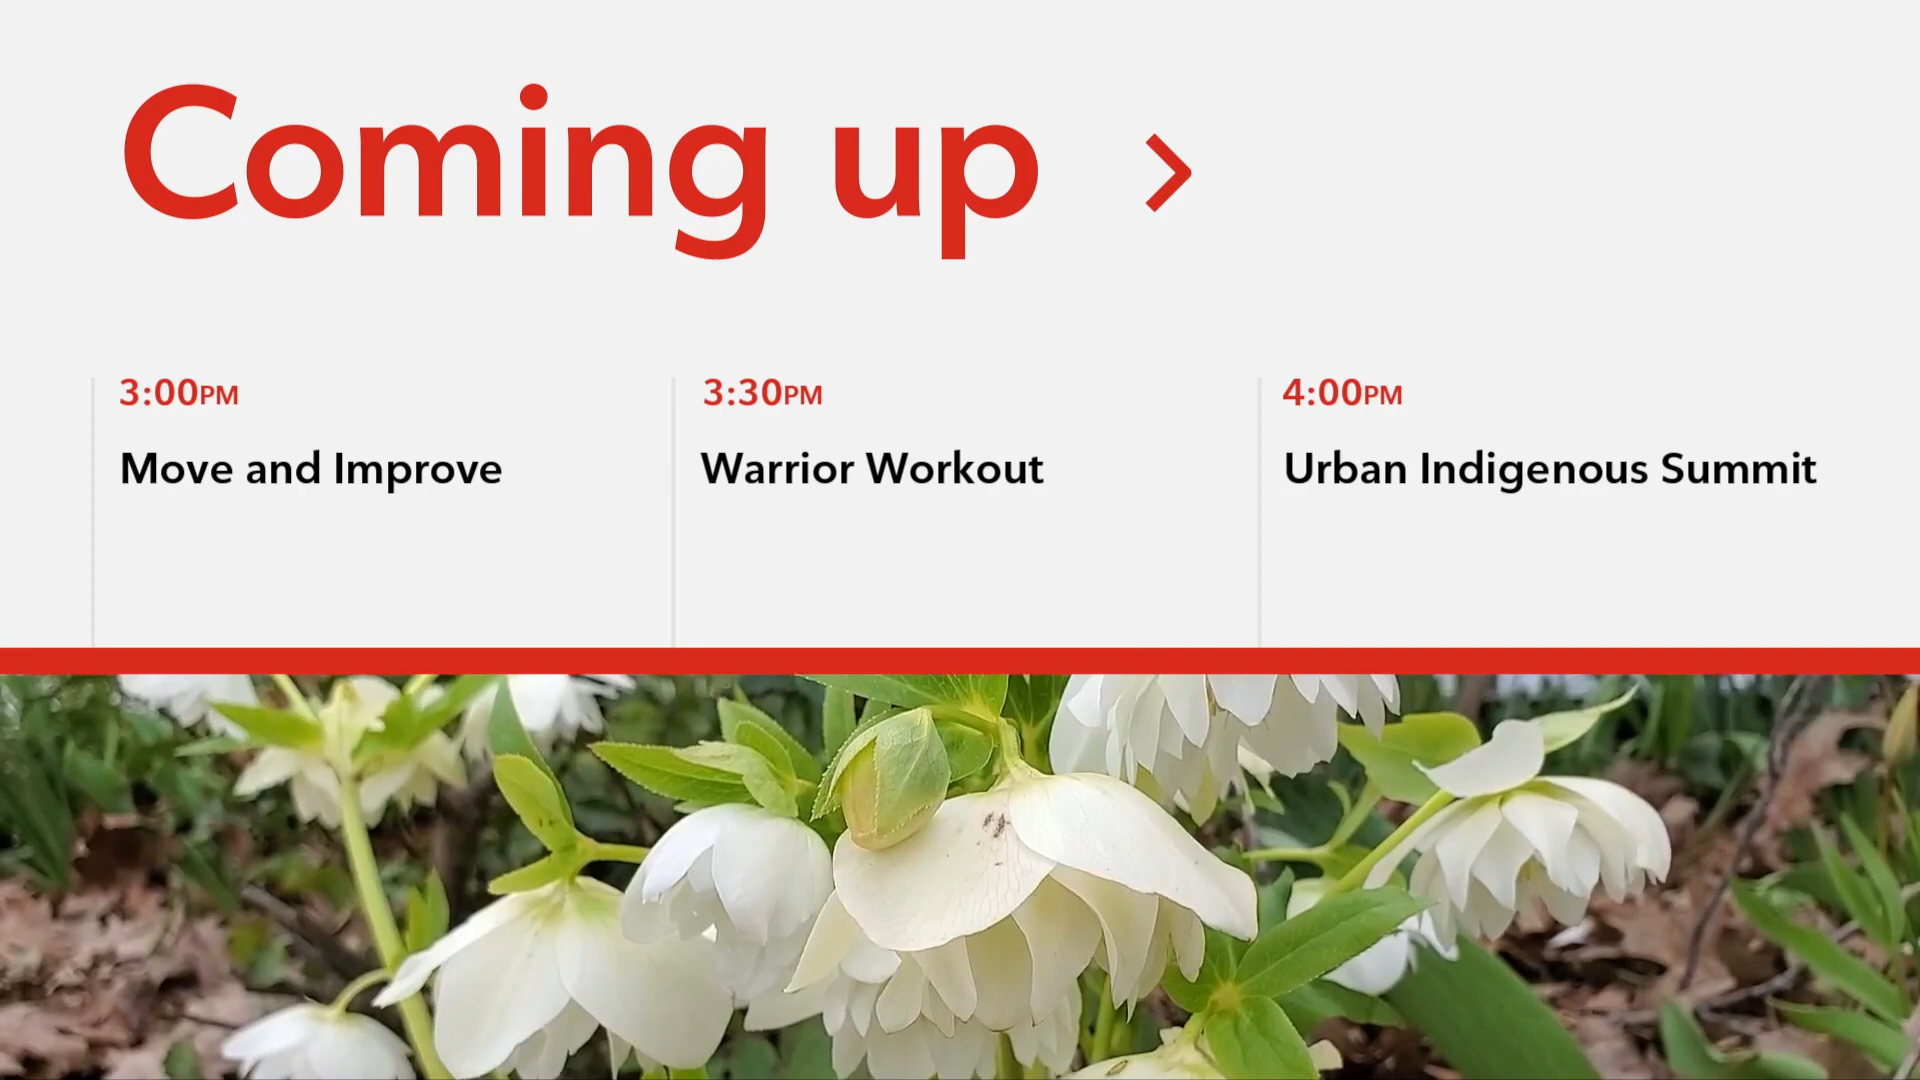 Coming up
3:00PM
Move and Improve
3:30PM
Warrior Workout
4:00PM
Urban Indigenous Summit